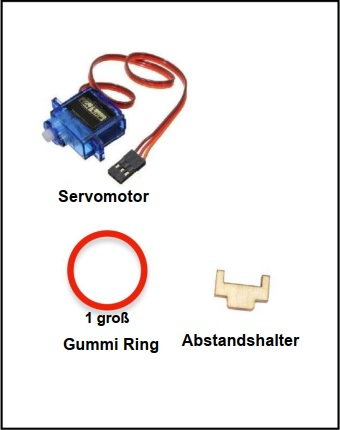 Servomotor
1 groß
Gummi Ring
Abstandshalter